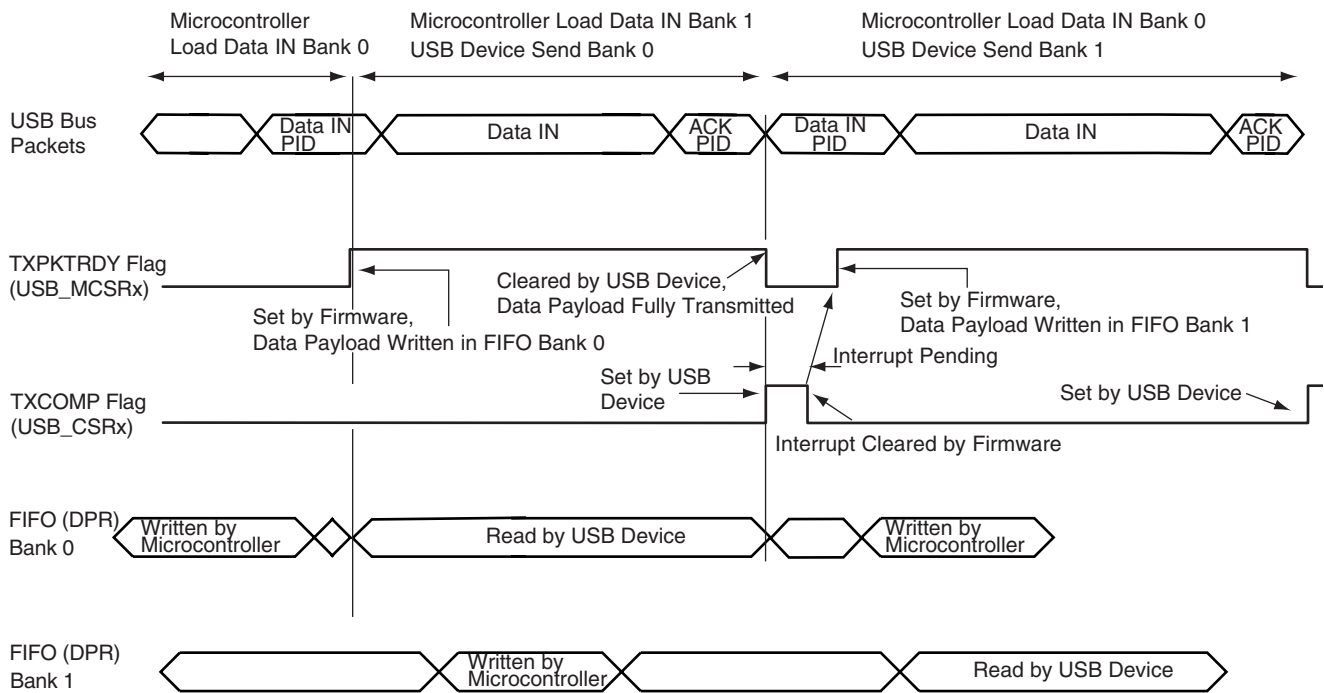 Microcontroller
Load Data IN Bank 0
Microcontroller Load Data IN Bank 1
USB Device Send Bank 0
Microcontroller Load Data IN Bank 0
USB Device Send Bank 1
USB Bus
Packets
Data IN
PID
Data IN
ACK
PID
Data IN
PID
Data IN
ACK
PID
TXPKTRDY Flag
(USB_MCSRx)
Set by Firmware,
Data Payload Written in FIFO Bank 0
Cleared by USB Device,
Data Payload Fully Transmitted
Set by Firmware,
Data Payload Written in FIFO Bank 1
Interrupt Pending
TXCOMP Flag
(USB_CSRx)
Set by USB
Device
Set by USB Device
Interrupt Cleared by Firmware
FIFO (DPR)
Bank 0
Written by
Microcontroller
Read by USB Device
Written by
Microcontroller
FIFO (DPR)
Bank 1
Written by
Microcontroller
Read by USB Device